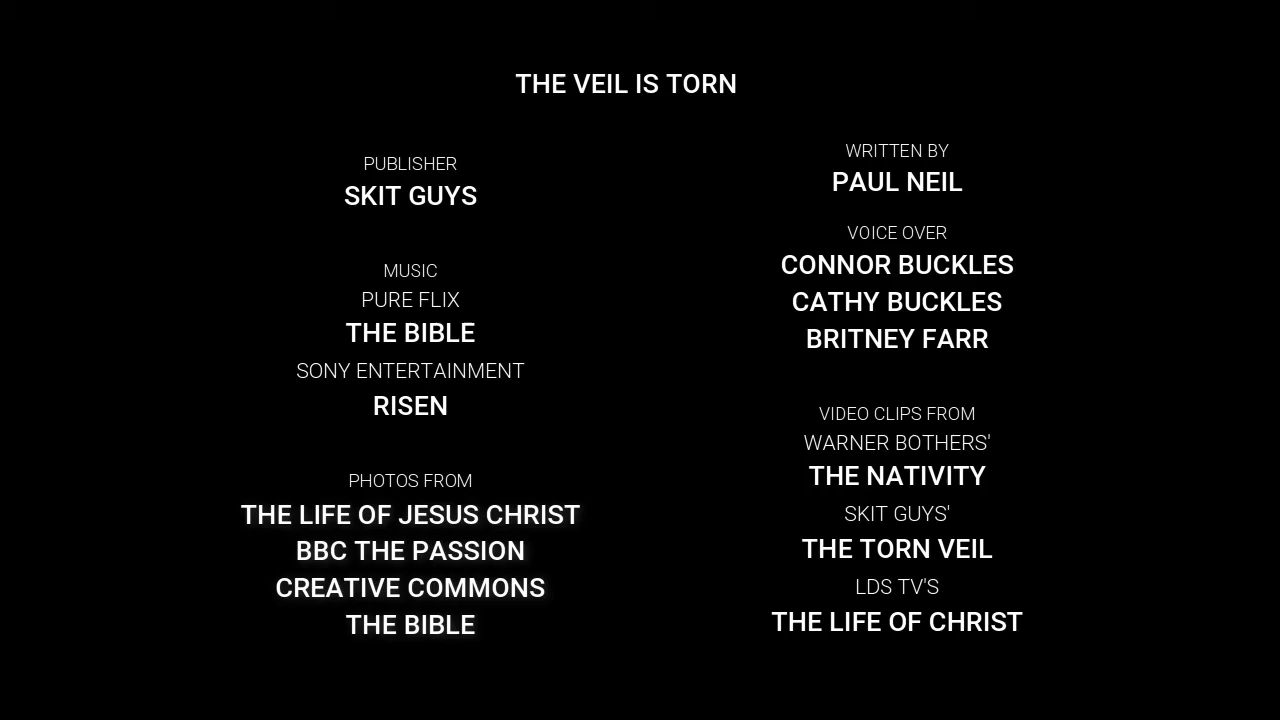 THE VEIL IS TORN
PUBLISHER
SKIT GUYS
MUSIC
PURE FLIX
THE BIBLE
SONY ENTERTAINMENT
RISEN
PHOTOS FROM
THE LIFE OF JESUS CHRIST
BBC THE PASSION
CREATIVE COMMONS
THE BIBLE
WRITTEN BY
PAUL NEIL
VOICE OVER
CONNOR BUCKLES
CATHY BUCKLES
BRITNEY FARR
VIDEO CLIPS FROM
WARNER BOTHERS'
THE NATIVITY
SKIT GUYS'
THE TORN VEIL
LDS TV'S
THE LIFE OF CHRIST